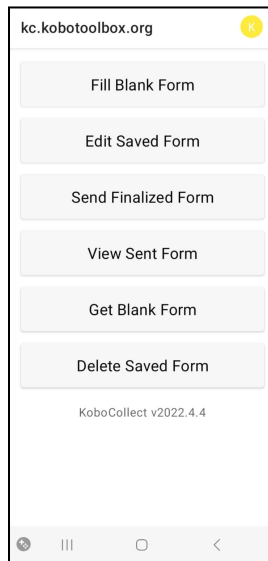 kc.kobotoolbox.org
K
Fill Blank Form
Edit Saved Form
Send Finalized Form
View Sent Form
Get Blank Form
Delete Saved Form
KoboCollect v2022.4.4